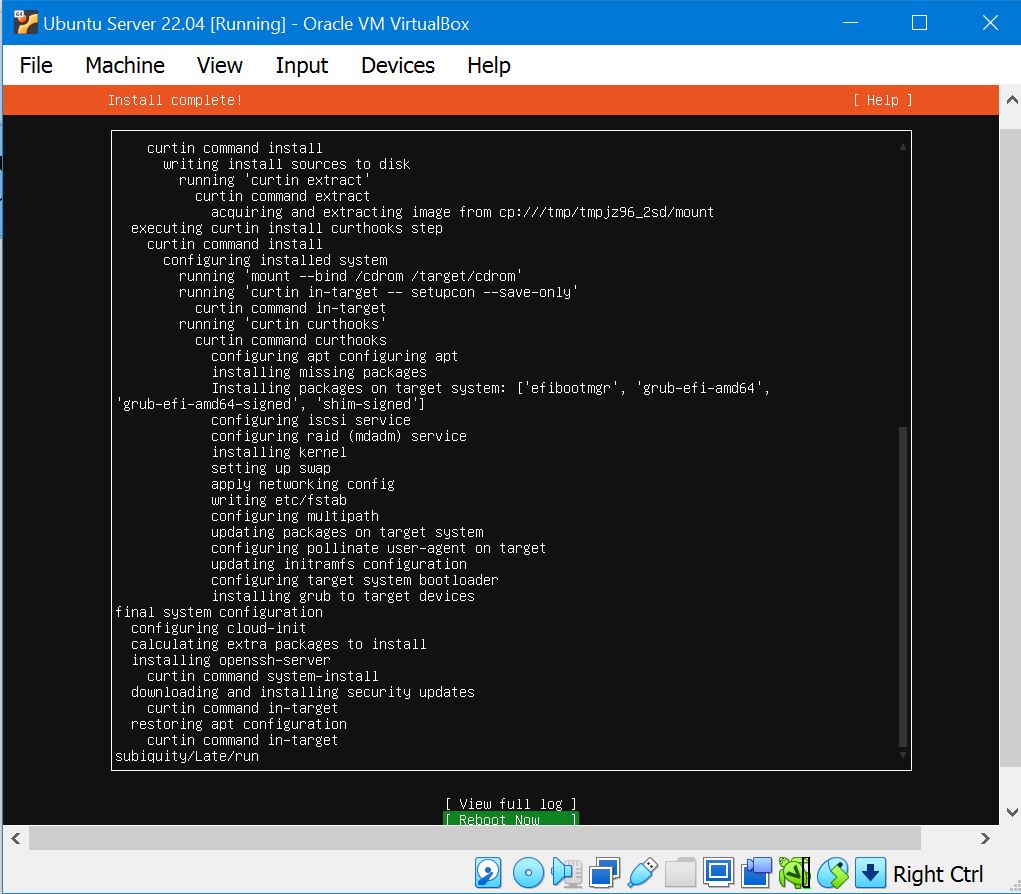 Ubuntu Server 22.04 [Running] - Oracle VM VirtualBox
File Machine View Input Devices Help
Install complete! [ Help ]
curtin command install
writing install sources to disk
running 'curtin extract'
curtin command extract
acquiring and extracting image from cp:///tmp/tmpjz96_2sd/mount
executing curtin install curthooks step
curtin command install
configuring installed system
running 'mount --bind /cdrom /target/cdrom'
running 'curtin in-target -- setupcon --save-only'
curtin command in-target
running 'curtin curthooks'
curtin command curthooks
configuring apt configuring apt
installing missing packages
Installing packages on target system: ['efibootmgr', 'grub-efi-amd64',
'grub-efi-amd64-signed', 'shim-signed']
configuring iscsi service
configuring raid (mdadm) service
installing kernel
setting up swap
apply networking config
writing etc/fstab
configuring multipath
updating packages on target system
configuring pollinate user-agent on target
updating initramfs configuration
configuring target system bootloader
installing grub to target devices
final system configuration
configuring cloud-init
calculating extra packages to install
installing openssh-server
curtin command system-install
downloading and installing security updates
curtin command in-target
restoring apt configuration
curtin command in-target
subiquity/Late/run
[ View full log ]
[ Reboot Now ]
Right Ctrl